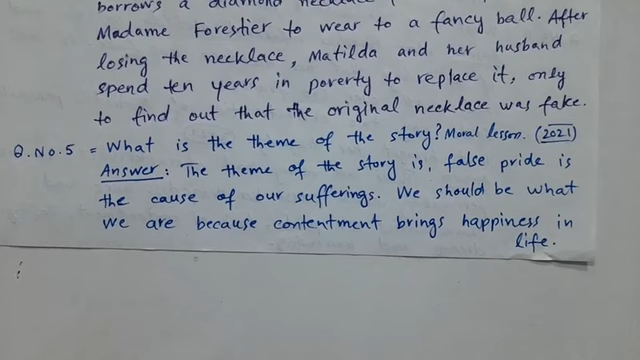 borrows a diamond necklace
Madame Forestier to wear to a fancy ball. After
losing the necklace, Matilda and her husband
spend ten years in poverty to replace it, only
to find out that the original necklace was fake.
Q.No.5 = What is the theme of the story? Moral lesson. (2021)
Answer: The theme of the story is, false pride is
the cause of our sufferings. We should be what
we are because contentment brings happiness in
life.